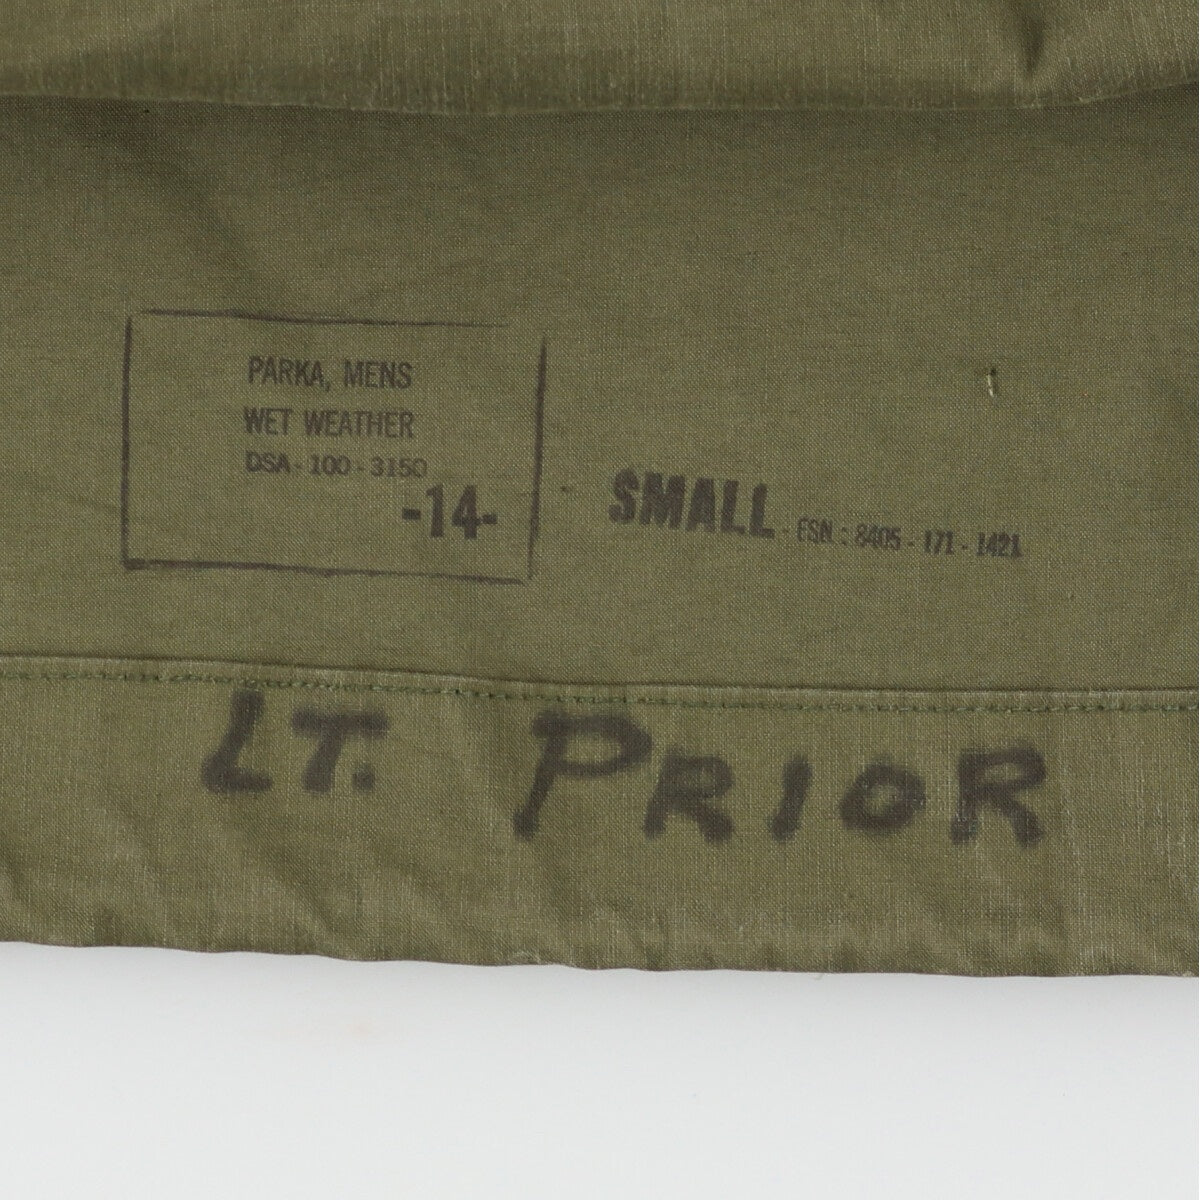 PARKA, MENS
WET WEATHER
DSA-100-3150
-14-
SMALL - FSN: 8405-171-1421
LT. PRIOR